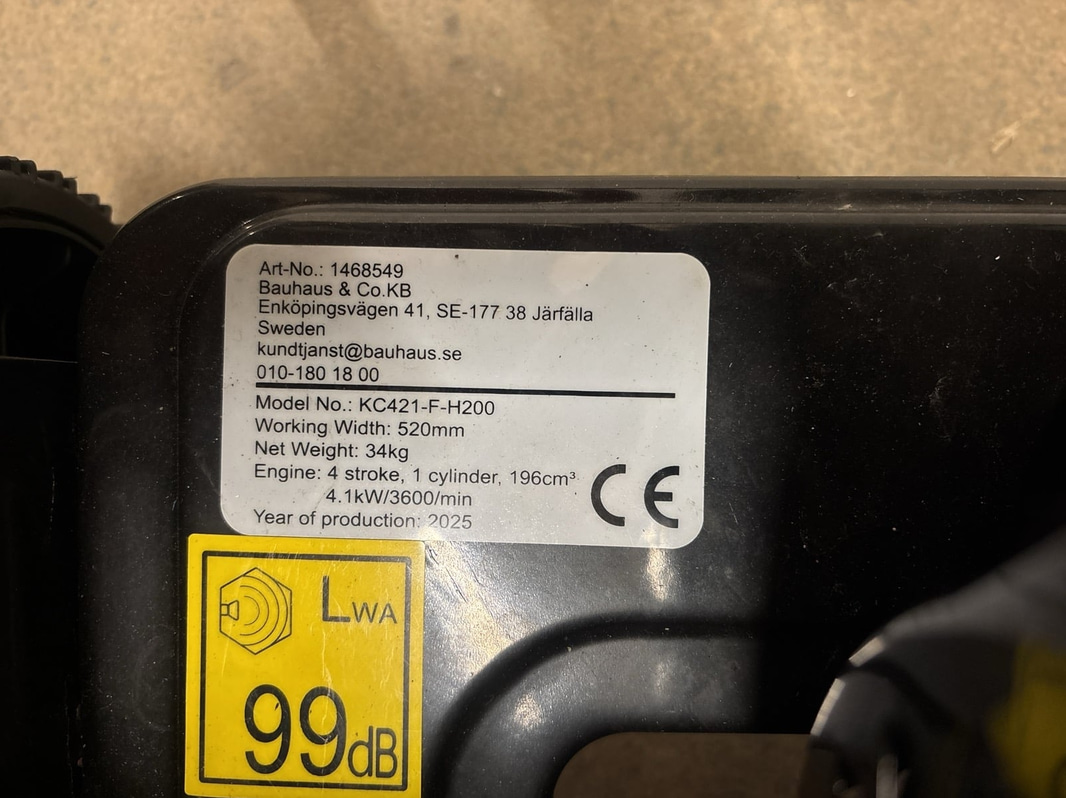 Art-No.: 1468549
Bauhaus & Co.KB
Enköpingsvägen 41, SE-177 38 Järfälla
Sweden
kundtjanst@bauhaus.se
010-180 18 00
Model No.: KC421-F-H200
Working Width: 520mm
Net Weight: 34kg
Engine: 4 stroke, 1 cylinder, 196cm³
4.1kW/3600/min
Year of production: 2025
CE
LWA
99dB